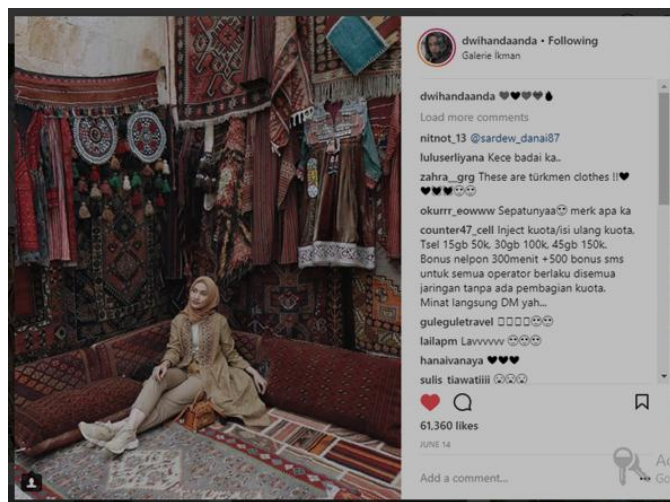 dwihandaanda • Following
Galerie İkman
dwihandaanda 🖤🖤🖤🖤
Load more comments
nitnot_13 @sardew_danai87
luluserliyana Kece badai ka..
zahra__grg These are türkmen clothes !!🖤
🖤🖤🖤😍😍
okurrr_eowww Sepatunyaa😍 merk apa ka
counter47_cell Inject kuota/isi ulang kuota,
Tsel 15gb 50k, 30gb 100k, 45gb 150k.
Bonus nelpon 300menit +500 bonus sms
untuk semua operator berlaku disemua
jaringan tanpa ada pembagian kuota.
Minat langsung DM yah...
guleguletravel
lailapm Lavvvvvv 😍😍😍
hanaivanaya 🖤🖤🖤
sulis_tiawatiiii
61,360 likes
JUNE 14
Add a comment...